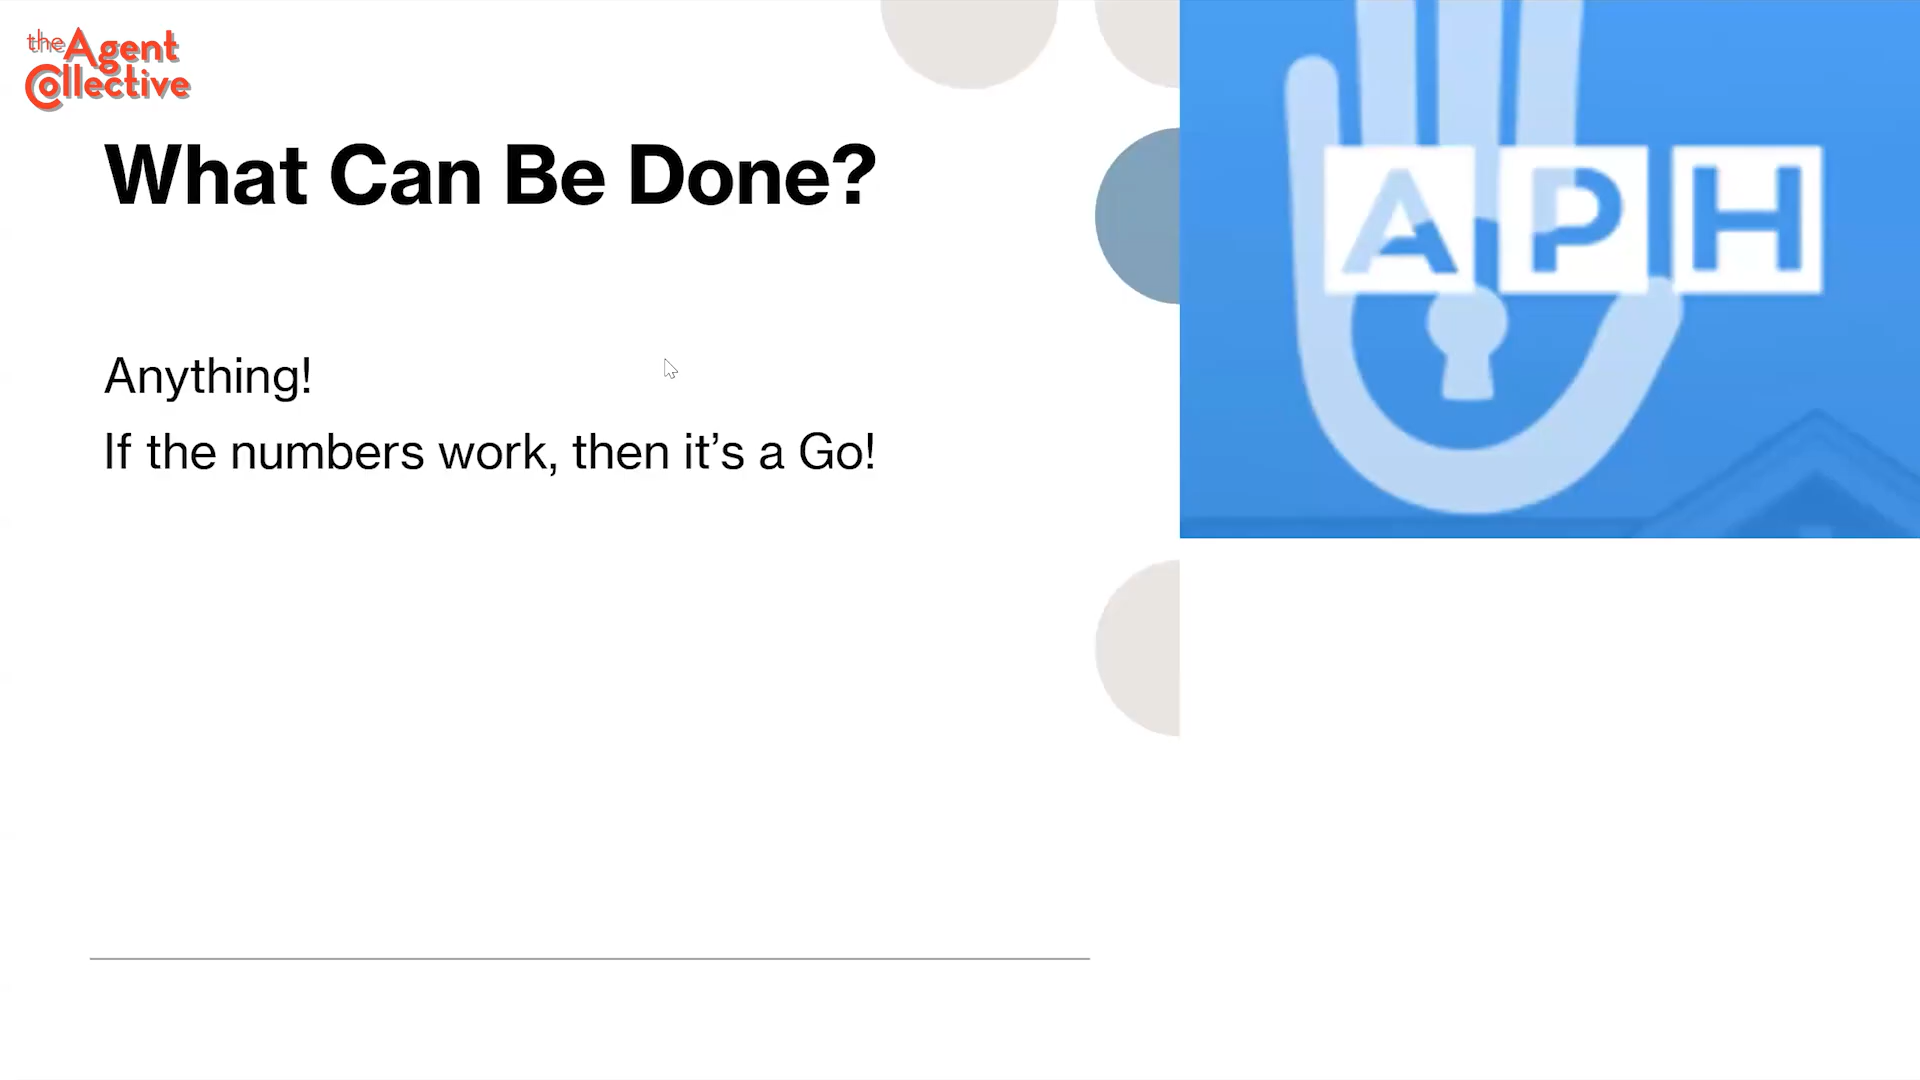 the Agent
Collective
What Can Be Done?
Anything!
If the numbers work, then it’s a Go!
APH